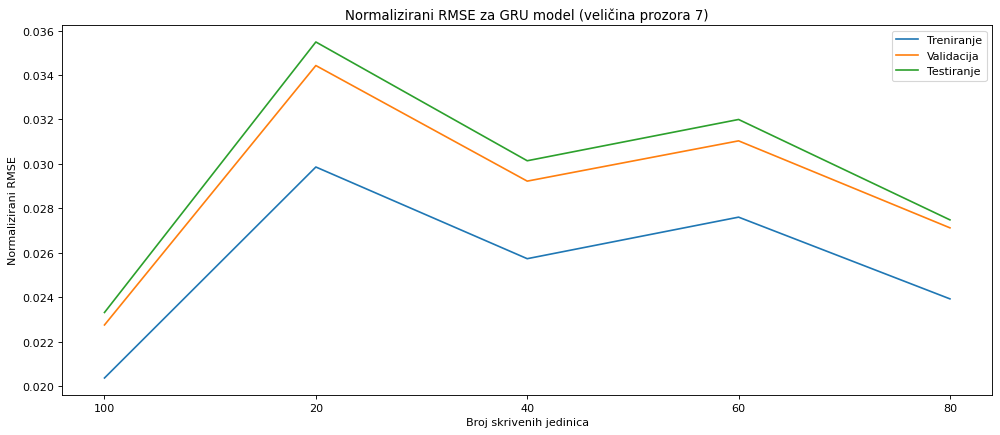 Normalizirani RMSE za GRU model (veličina prozora 7)
Treniranje
Validacija
Testiranje
Normalizirani RMSE
0.036
0.034
0.032
0.030
0.028
0.026
0.024
0.022
0.020
100 20 40 60 80
Broj skrivenih jedinica